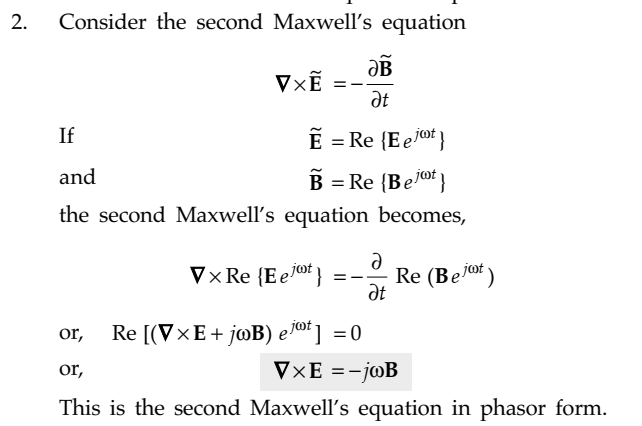 2. Consider the second Maxwell's equation
∇×Ẽ = −∂B̃/∂t
If Ẽ = Re {E e^{jωt}}
and B̃ = Re {B e^{jωt}}
the second Maxwell's equation becomes,
∇×Re {E e^{jωt}} = −∂/∂t Re (B e^{jωt})
or, Re [(∇×E + jωB) e^{jωt}] = 0
or, ∇×E = −jωB
This is the second Maxwell's equation in phasor form.